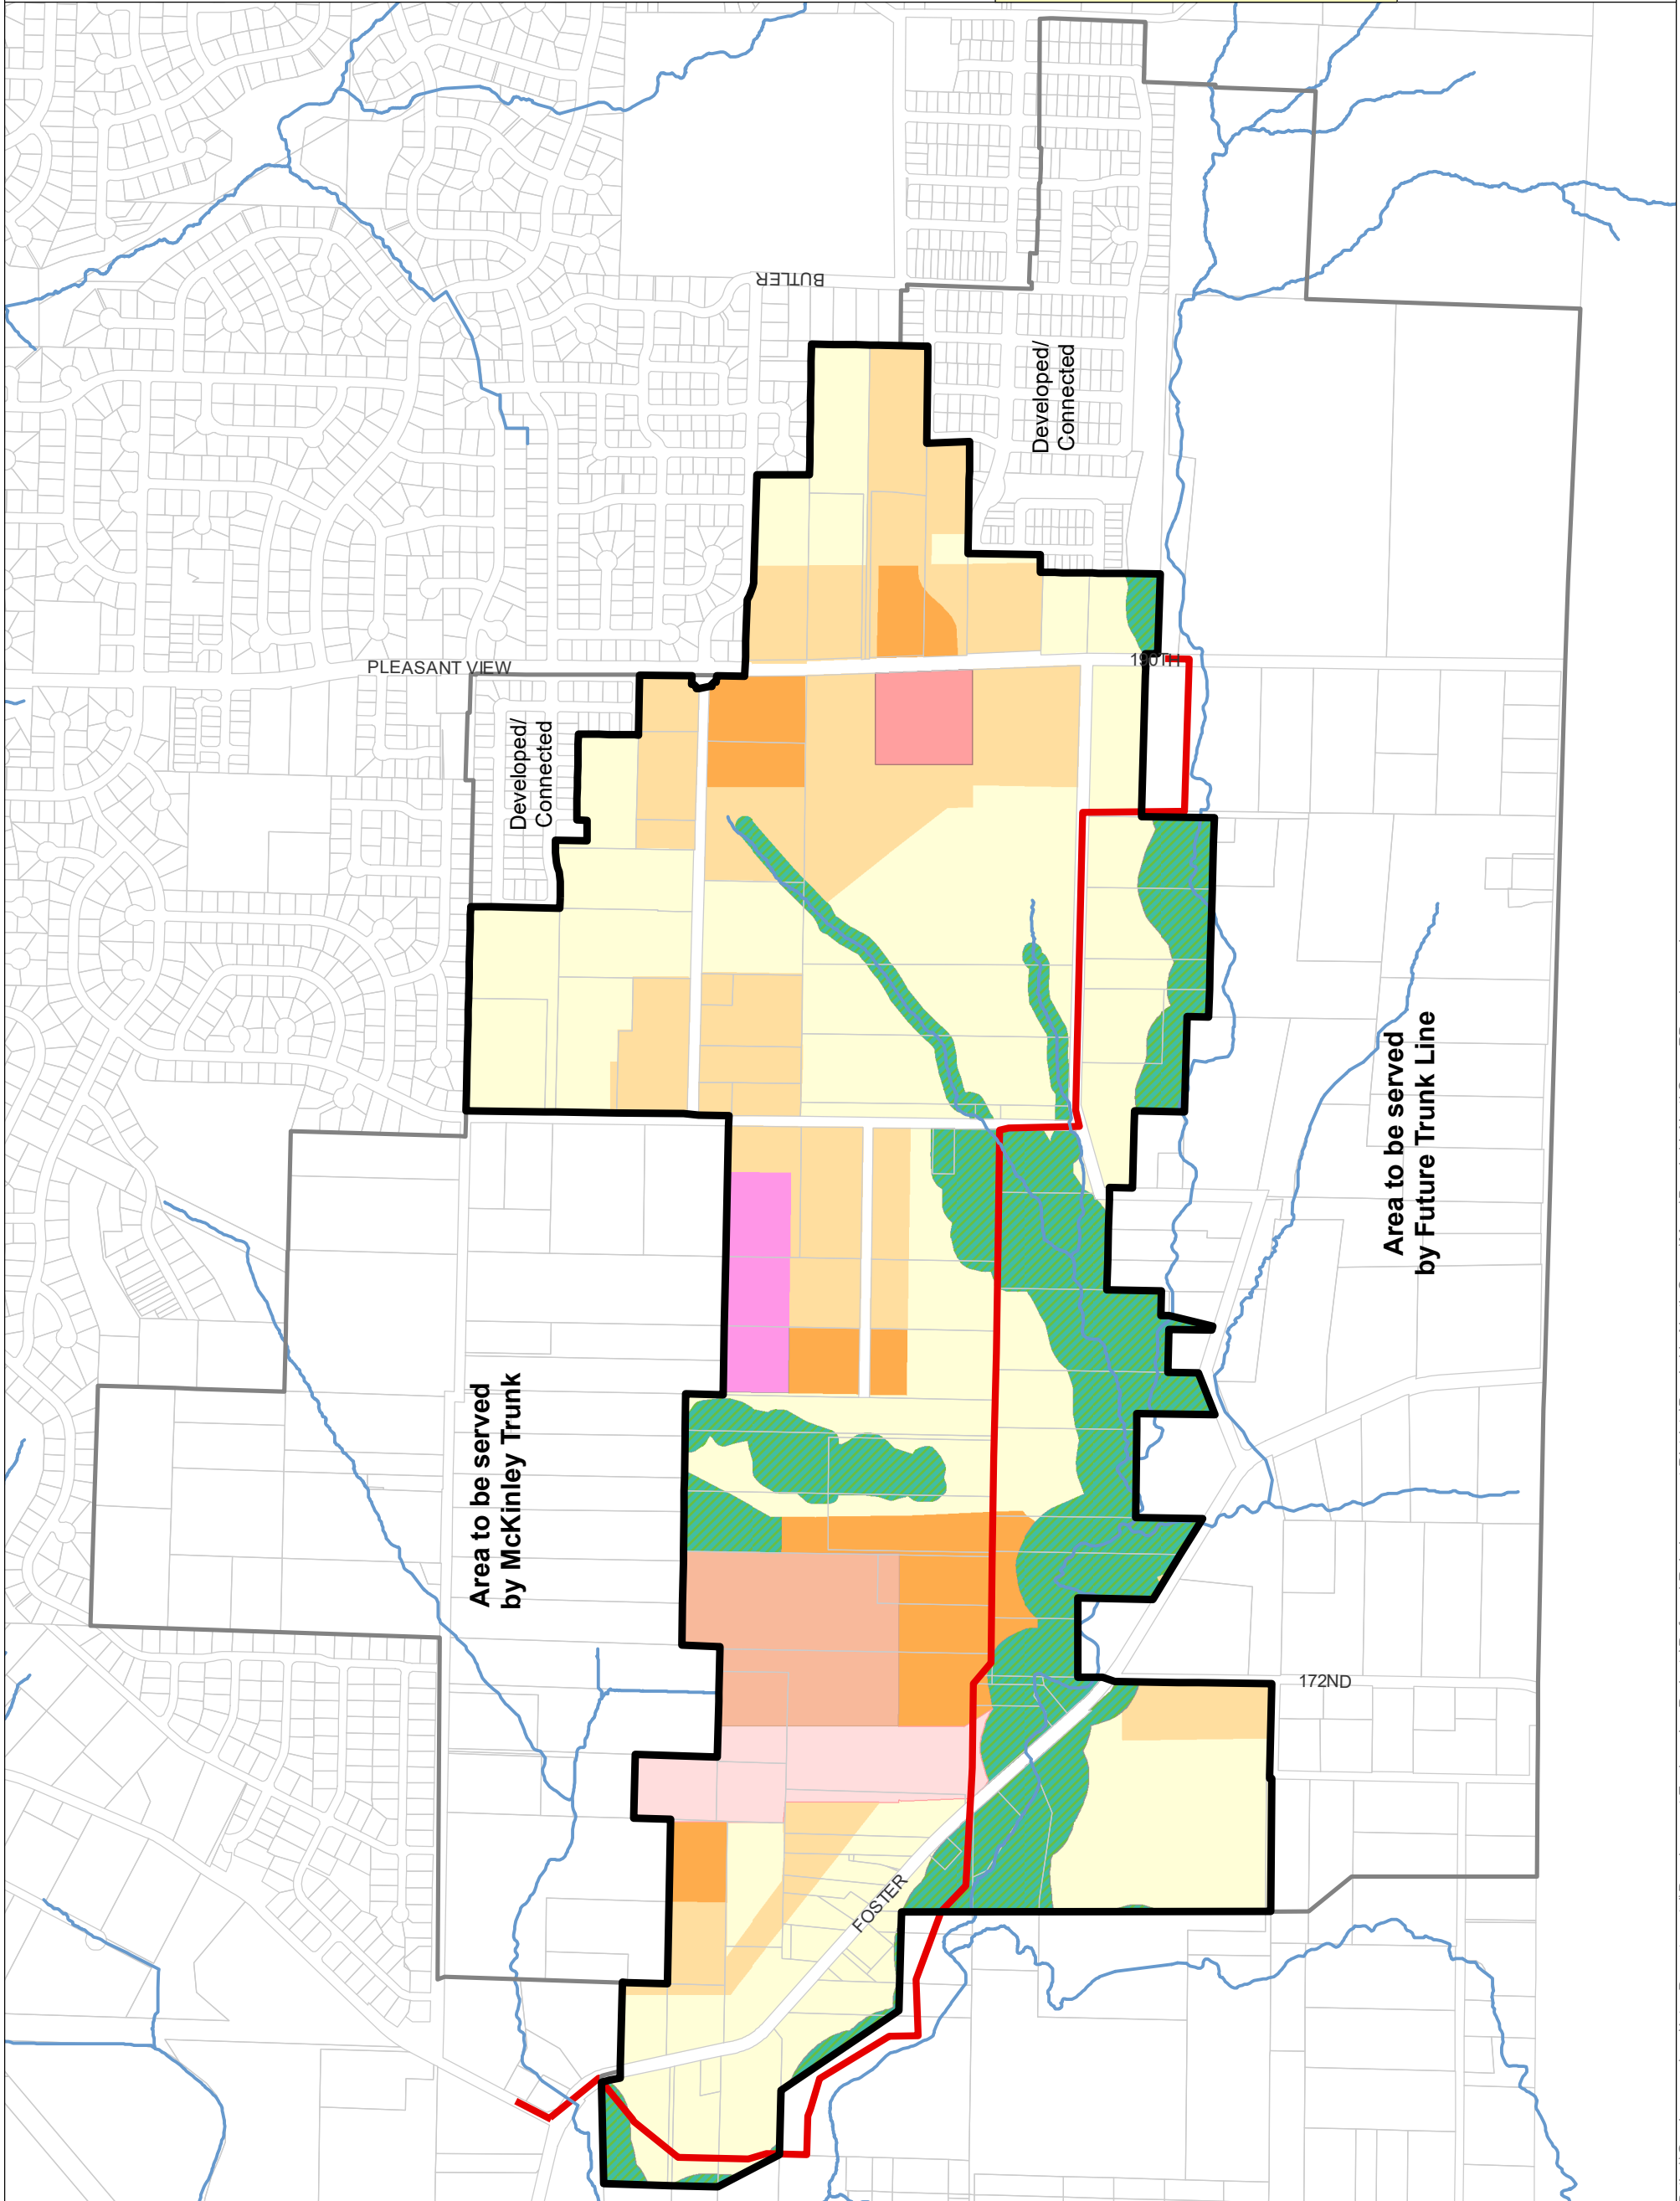 BUTLER
Developed/
Connected
PLEASANT VIEW
190TH
Developed/
Connected
Area to be served
by Future Trunk Line
Area to be served
by McKinley Trunk
172ND
FOSTER